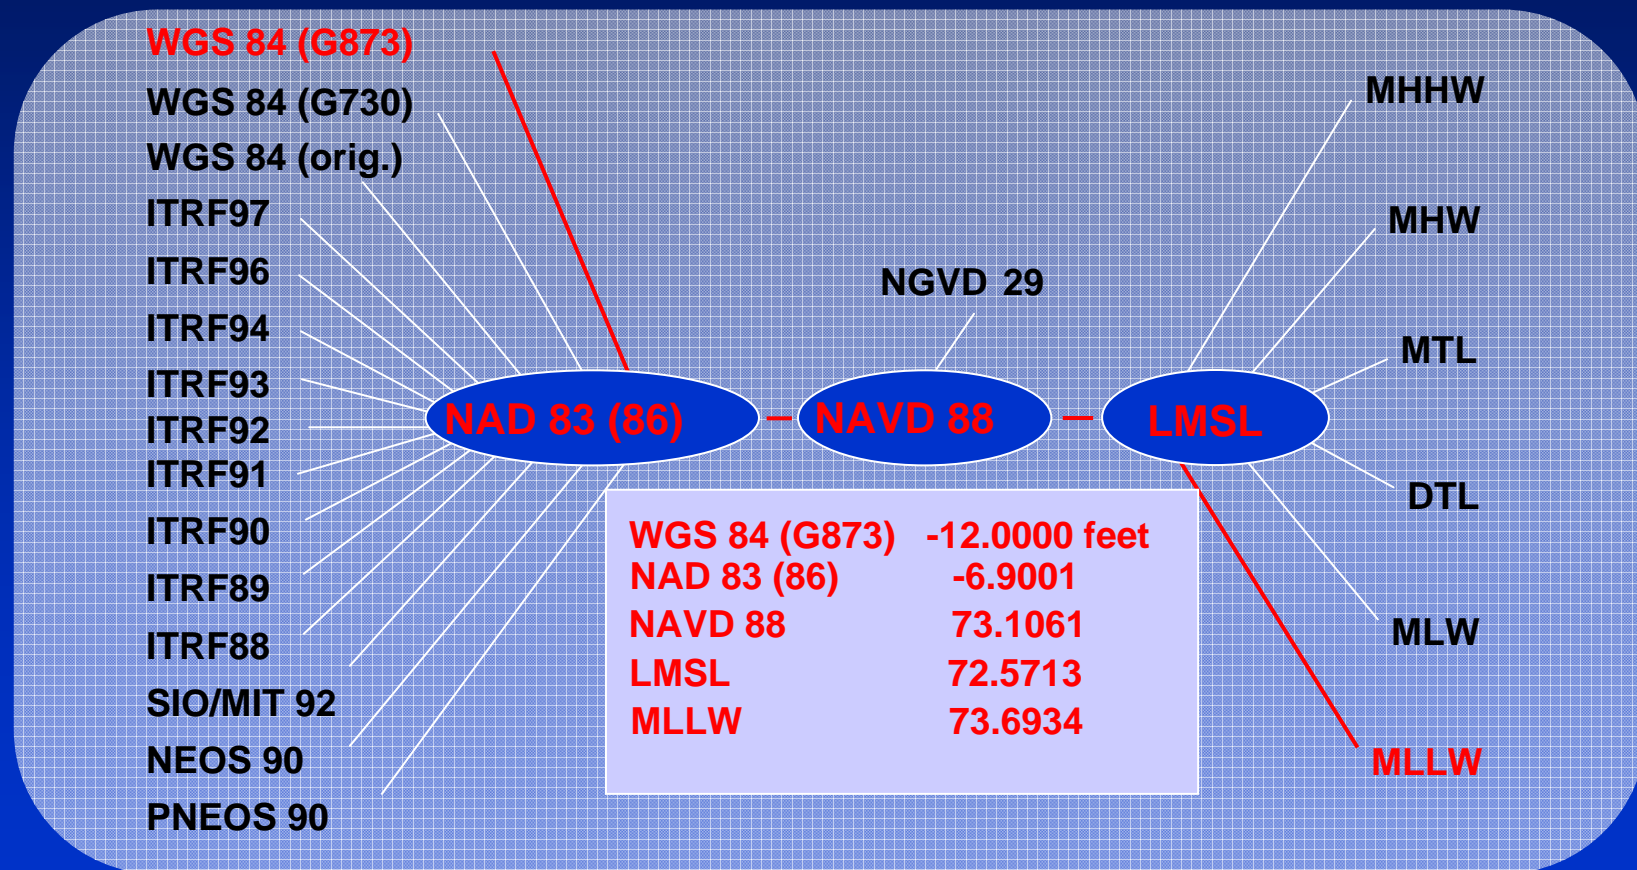 WGS 84 (G873)
WGS 84 (G730)
WGS 84 (orig.)
ITRF97
ITRF96
ITRF94
ITRF93
ITRF92
ITRF91
ITRF90
ITRF89
ITRF88
SIO/MIT 92
NEOS 90
PNEOS 90
NGVD 29
NAD 83 (86)
NAVD 88
LMSL
WGS 84 (G873) -12.0000 feet
NAD 83 (86) -6.9001
NAVD 88 73.1061
LMSL 72.5713
MLLW 73.6934
MHHW
MHW
MTL
DTL
MLW
MLLW